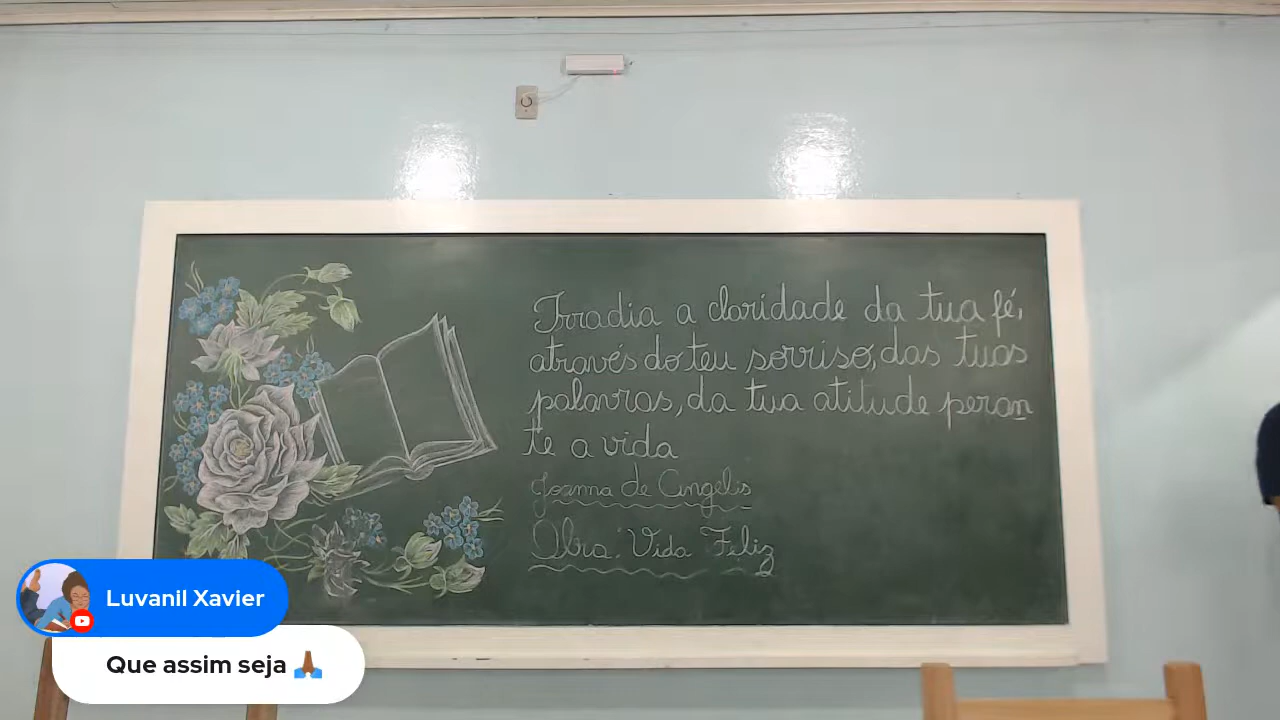 Irradia a claridade da tua fé,
através do teu sorriso, das tuas
palavras, da tua atitude peran
te a vida
Joanna de Angelis
Obra: Vida Feliz
Luvanil Xavier
Que assim seja 🙏🏾